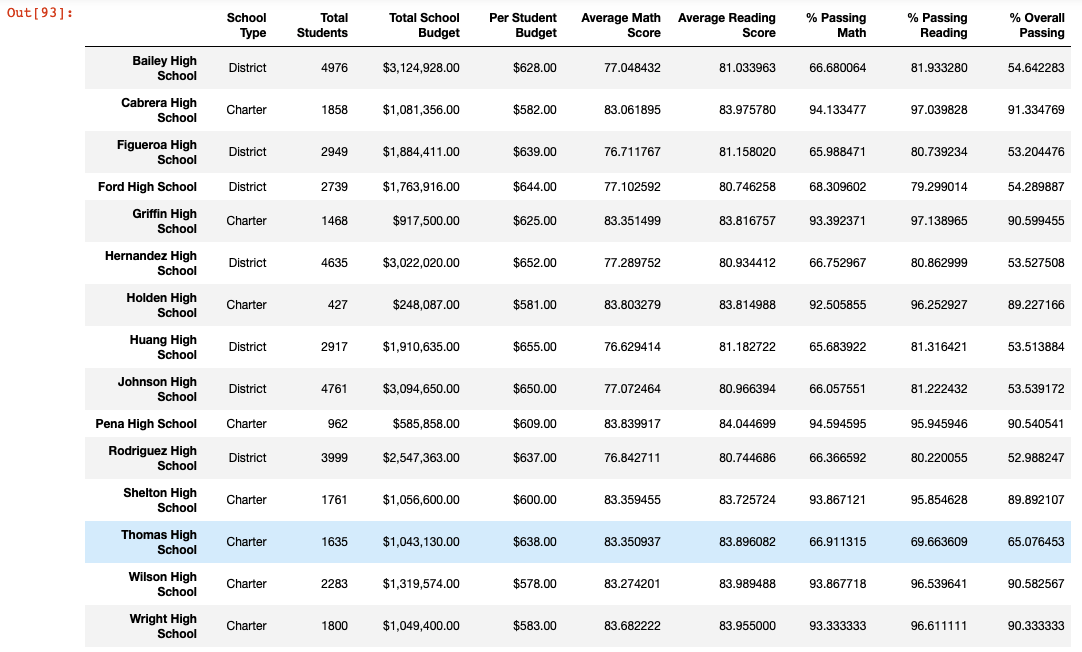 Out[93]:
School Type Total Students Total School Budget Per Student Budget Average Math Score Average Reading Score % Passing Math % Passing Reading % Overall Passing
Bailey High School District 4976 $3,124,928.00 $628.00 77.048432 81.033963 66.680064 81.933280 54.642283
Cabrera High School Charter 1858 $1,081,356.00 $582.00 83.061895 83.975780 94.133477 97.039828 91.334769
Figueroa High School District 2949 $1,884,411.00 $639.00 76.711767 81.158020 65.988471 80.739234 53.204476
Ford High School District 2739 $1,763,916.00 $644.00 77.102592 80.746258 68.309602 79.299014 54.289887
Griffin High School Charter 1468 $917,500.00 $625.00 83.351499 83.816757 93.392371 97.138965 90.599455
Hernandez High School District 4635 $3,022,020.00 $652.00 77.289752 80.934412 66.752967 80.862999 53.527508
Holden High School Charter 427 $248,087.00 $581.00 83.803279 83.814988 92.505855 96.252927 89.227166
Huang High School District 2917 $1,910,635.00 $655.00 76.629414 81.182722 65.683922 81.316421 53.513884
Johnson High School District 4761 $3,094,650.00 $650.00 77.072464 80.966394 66.057551 81.222432 53.539172
Pena High School Charter 962 $585,858.00 $609.00 83.839917 84.044699 94.594595 95.945946 90.540541
Rodriguez High School District 3999 $2,547,363.00 $637.00 76.842711 80.744686 66.366592 80.220055 52.988247
Shelton High School Charter 1761 $1,056,600.00 $600.00 83.359455 83.725724 93.867121 95.854628 89.892107
Thomas High School Charter 1635 $1,043,130.00 $638.00 83.350937 83.896082 66.911315 69.663609 65.076453
Wilson High School Charter 2283 $1,319,574.00 $578.00 83.274201 83.989488 93.867718 96.539641 90.582567
Wright High School Charter 1800 $1,049,400.00 $583.00 83.682222 83.955000 93.333333 96.611111 90.333333